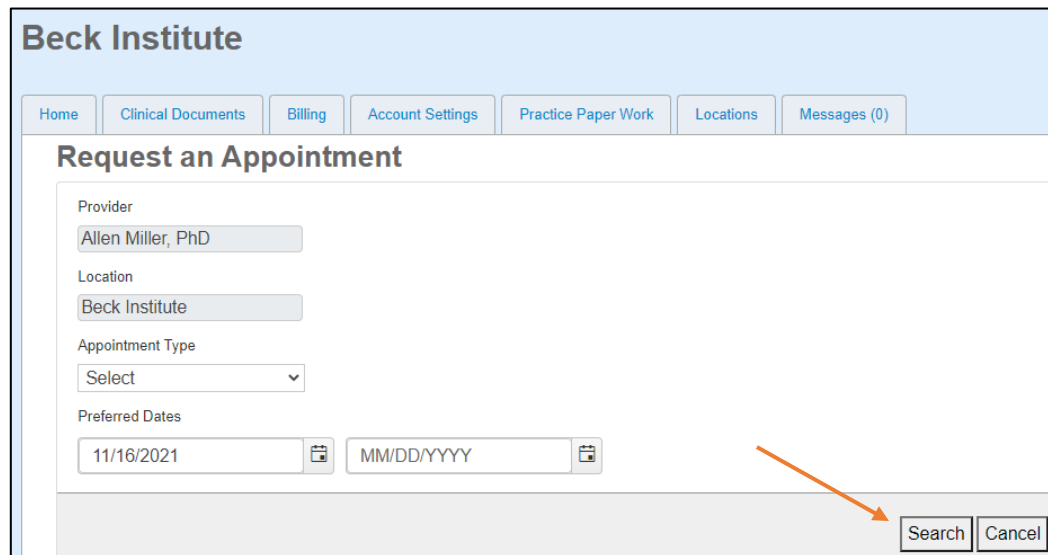 Beck Institute
Home Clinical Documents Billing Account Settings Practice Paper Work Locations Messages (0)
Request an Appointment
Provider
Allen Miller, PhD
Location
Beck Institute
Appointment Type
Select
Preferred Dates
11/16/2021 MM/DD/YYYY
Search Cancel